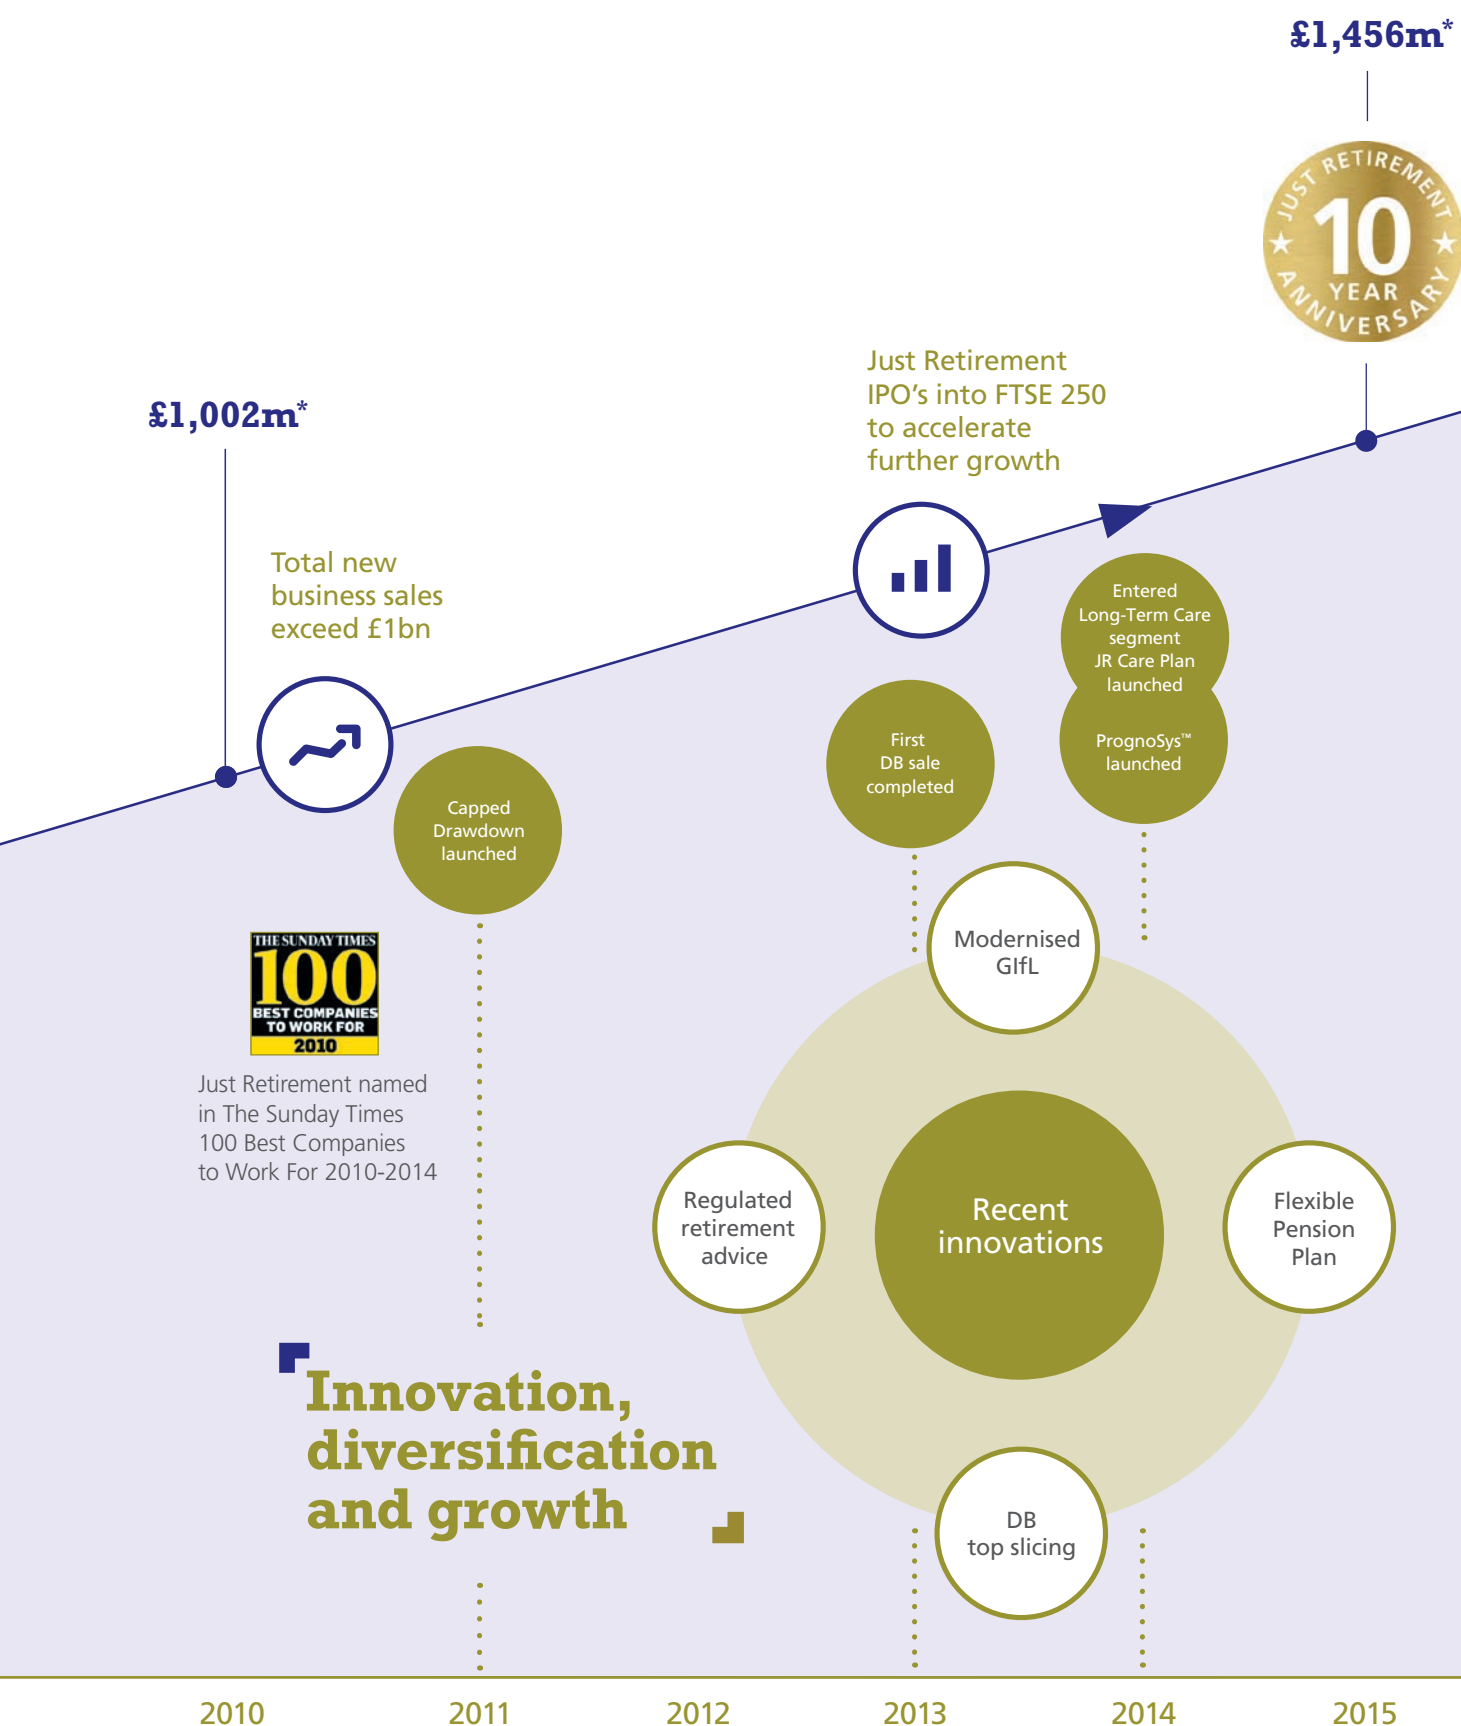 £1,456m*
JUST RETIREMENT
10
YEAR
ANNIVERSARY
Just Retirement
IPO's into FTSE 250
to accelerate
further growth
£1,002m*
Total new
business sales
exceed £1bn
Entered
Long-Term Care
segment
JR Care Plan
launched
PrognoSys™
launched
First
DB sale
completed
Capped
Drawdown
launched
THE SUNDAY TIMES
100
BEST COMPANIES
TO WORK FOR
2010
Just Retirement named
in The Sunday Times
100 Best Companies
to Work For 2010-2014
Modernised
GIfL
Regulated
retirement
advice
Recent
innovations
Flexible
Pension
Plan
DB
top slicing
Innovation,
diversification
and growth
2010 2011 2012 2013 2014 2015